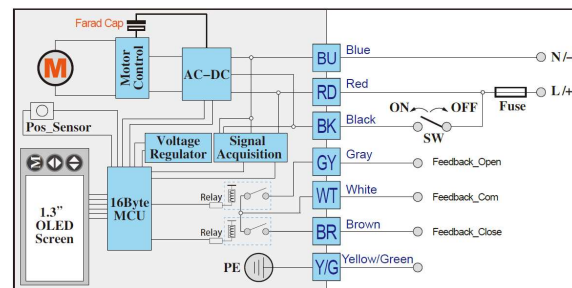 Farad Cap
M
Motor
Control
AC-DC
Pos_Sensor
Voltage
Regulator
Signal
Acquisition
M
1.3"
OLED
Screen
16Byte
MCU
Relay
Relay
PE
BU
Blue
N/-
RD
Red
L/+
Fuse
BK
Black
ON
OFF
SW
GY
Gray
Feedback_Open
WT
White
Feedback_Com
BR
Brown
Feedback_Close
Y/G
Yellow/Green